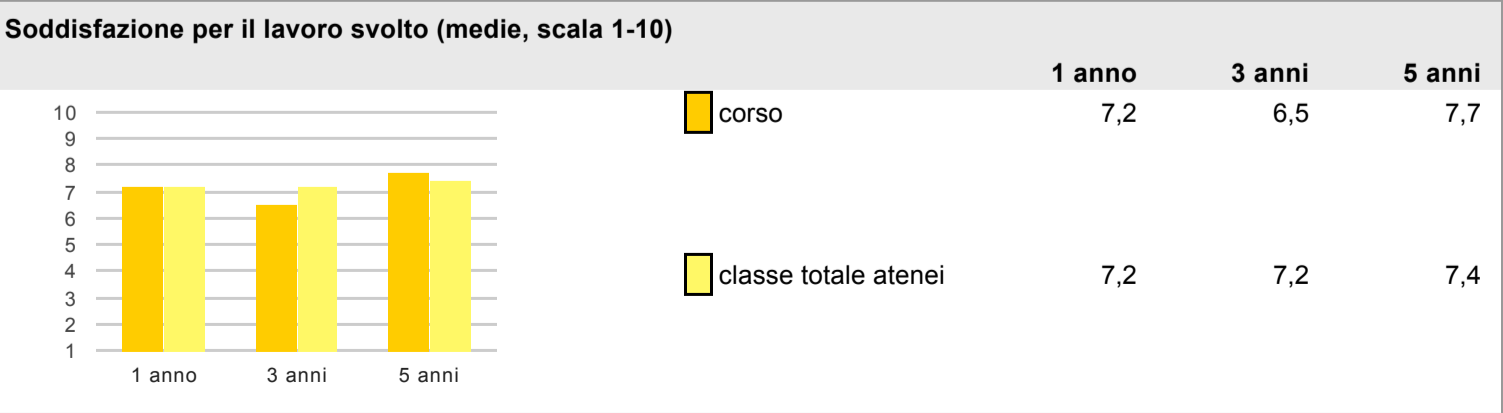 Soddisfazione per il lavoro svolto (medie, scala 1-10)
1 anno 3 anni 5 anni
10
9
8
7
6
5
4
3
2
1
1 anno 3 anni 5 anni
corso 7,2 6,5 7,7
classe totale atenei 7,2 7,2 7,4